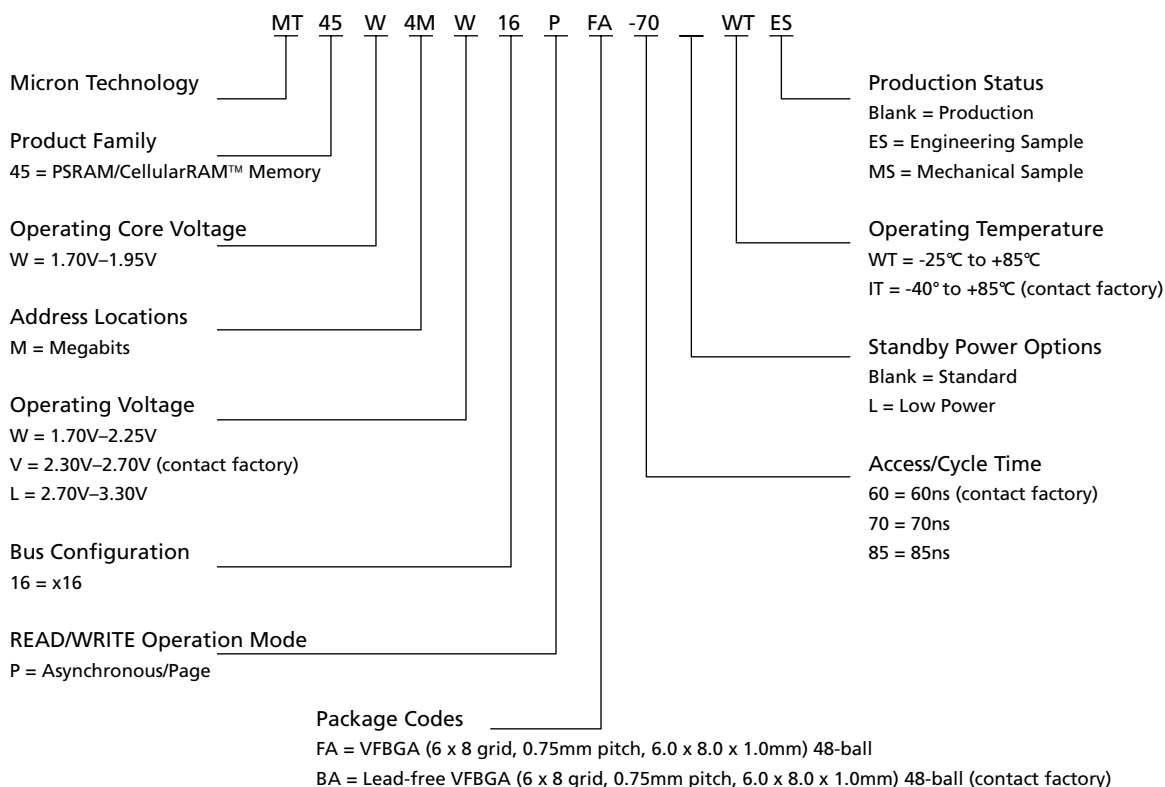 MT 45 W 4M W 16 P FA -70 _ WT ES
Micron Technology
Product Family
45 = PSRAM/CellularRAM™ Memory
Operating Core Voltage
W = 1.70V–1.95V
Address Locations
M = Megabits
Operating Voltage
W = 1.70V–2.25V
V = 2.30V–2.70V (contact factory)
L = 2.70V–3.30V
Bus Configuration
16 = x16
READ/WRITE Operation Mode
P = Asynchronous/Page
Package Codes
FA = VFBGA (6 x 8 grid, 0.75mm pitch, 6.0 x 8.0 x 1.0mm) 48-ball
BA = Lead-free VFBGA (6 x 8 grid, 0.75mm pitch, 6.0 x 8.0 x 1.0mm) 48-ball (contact factory)
Production Status
Blank = Production
ES = Engineering Sample
MS = Mechanical Sample
Operating Temperature
WT = -25°C to +85°C
IT = -40° to +85°C (contact factory)
Standby Power Options
Blank = Standard
L = Low Power
Access/Cycle Time
60 = 60ns (contact factory)
70 = 70ns
85 = 85ns